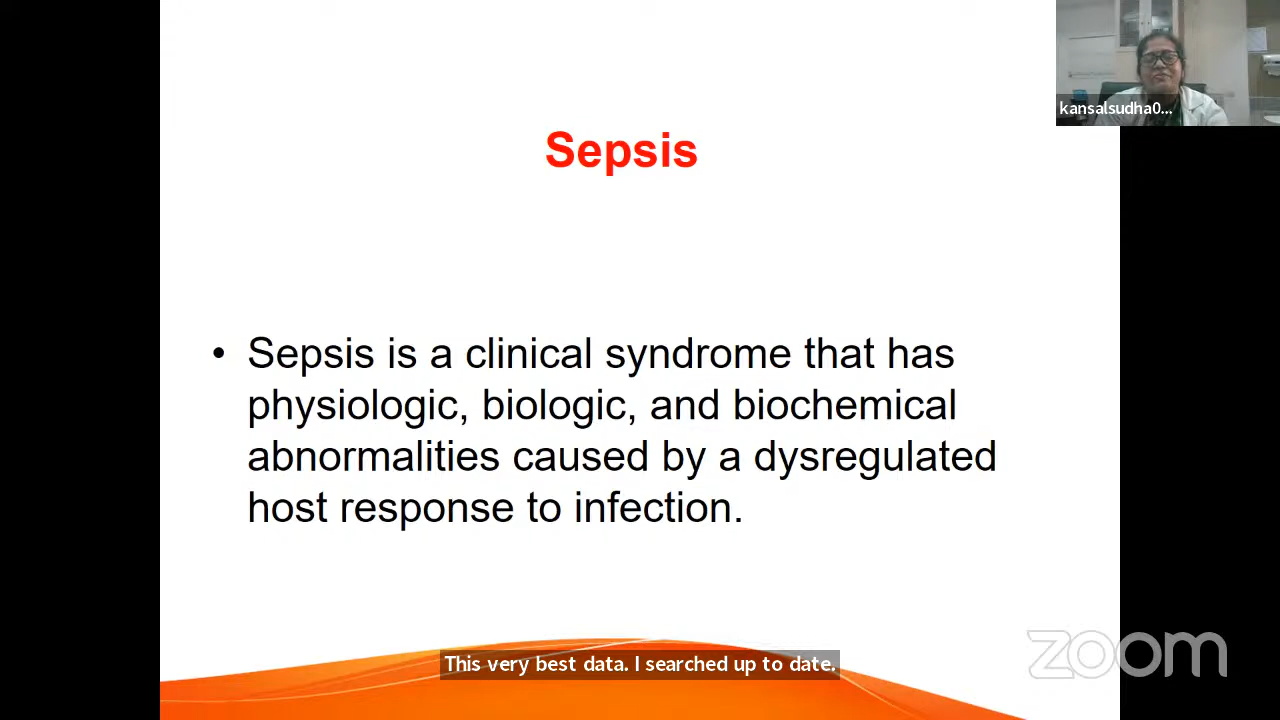 kansalsudha0...
Sepsis
• Sepsis is a clinical syndrome that has
physiologic, biologic, and biochemical
abnormalities caused by a dysregulated
host response to infection.
zoom
This very best data. I searched up to date.